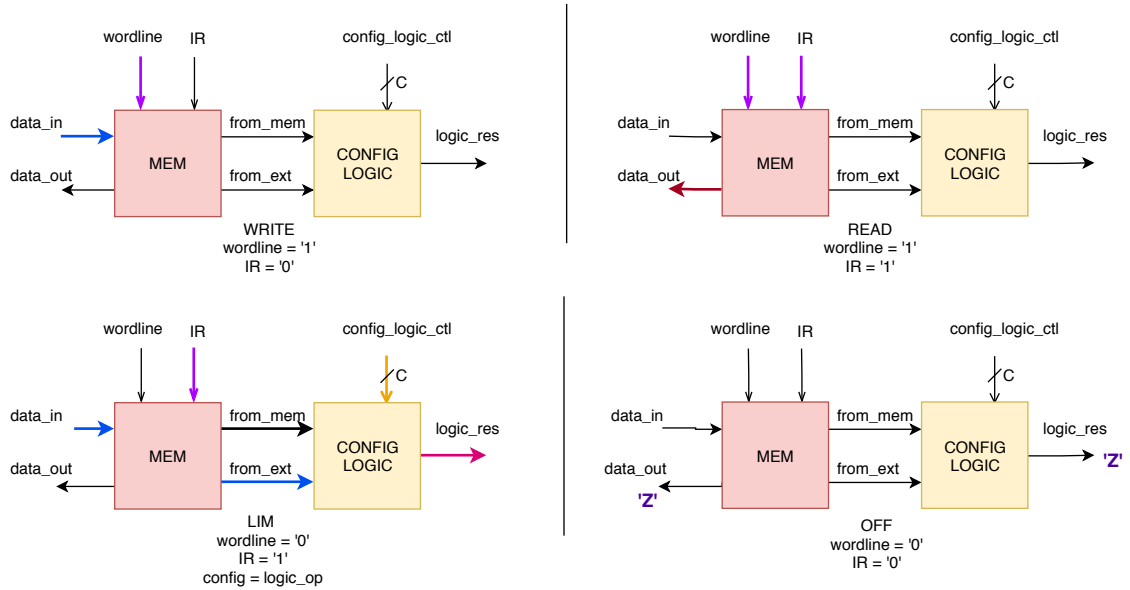 wordline
IR
config_logic_ctl
C
data_in
from_mem
logic_res
MEM
CONFIG
LOGIC
data_out
from_ext
WRITE
wordline = '1'
IR = '0'
wordline
IR
config_logic_ctl
C
data_in
from_mem
logic_res
MEM
CONFIG
LOGIC
data_out
from_ext
READ
wordline = '1'
IR = '1'
wordline
IR
config_logic_ctl
C
data_in
from_mem
logic_res
MEM
CONFIG
LOGIC
data_out
from_ext
LIM
wordline = '0'
IR = '1'
config = logic_op
wordline
IR
config_logic_ctl
C
data_in
from_mem
logic_res
MEM
CONFIG
LOGIC
'Z'
data_out
from_ext
'Z'
OFF
wordline = '0'
IR = '0'